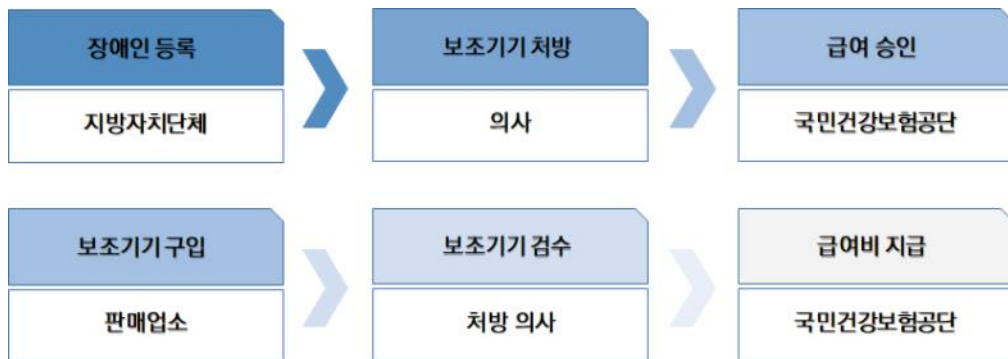 장애인 등록
지방자치단체
보조기기 처방
의사
급여 승인
국민건강보험공단
보조기기 구입
판매업소
보조기기 검수
처방 의사
급여비 지급
국민건강보험공단